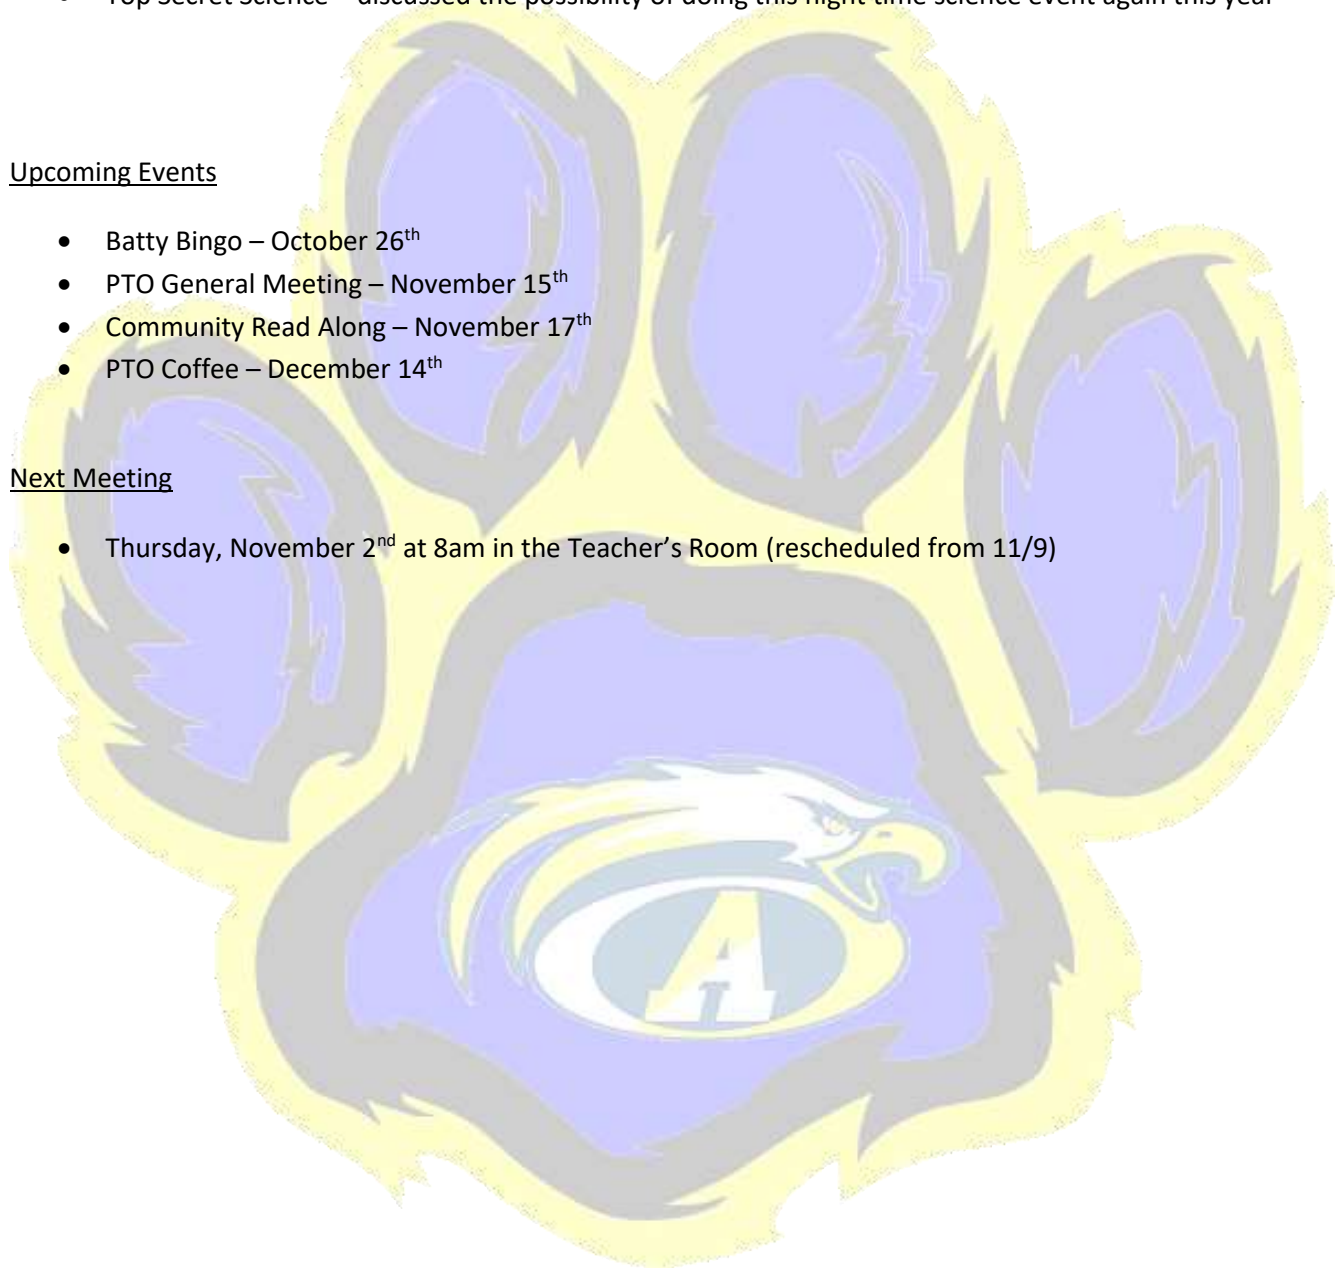 • Top Secret Science – discussed the possibility of doing this night time science event again this year
Upcoming Events
• Batty Bingo – October 26th
• PTO General Meeting – November 15th
• Community Read Along – November 17th
• PTO Coffee – December 14th
Next Meeting
• Thursday, November 2nd at 8am in the Teacher’s Room (rescheduled from 11/9)
A